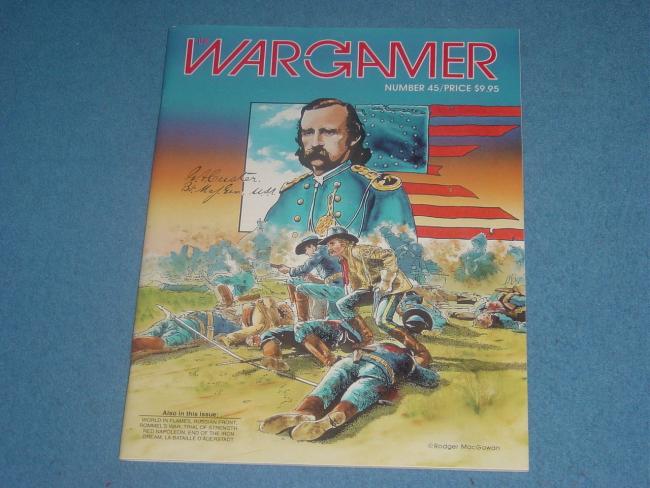 THE
WARGAMER
NUMBER 45/PRICE $9.95
G A Custer.
Also in this issue:
WORLD IN FLAMES, RUSSIAN FRONT,
ROMMEL'S WAR, TRIAL OF STRENGTH,
RED NAPOLEON, END OF THE IRON
DREAM, LA BATAILLE D'AUERSTADT.
©Rodger MacGowan